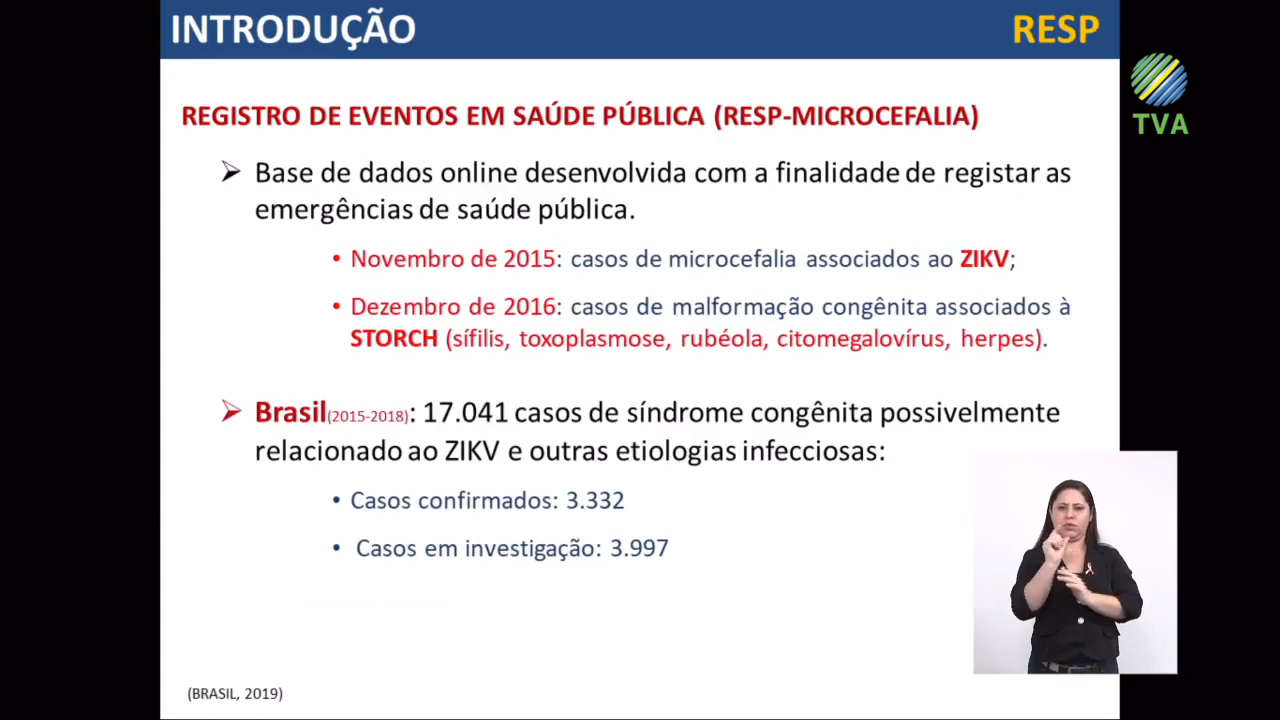 INTRODUÇÃO
RESP
TVA
REGISTRO DE EVENTOS EM SAÚDE PÚBLICA (RESP-MICROCEFALIA)
Base de dados online desenvolvida com a finalidade de registar as
emergências de saúde pública.
• Novembro de 2015: casos de microcefalia associados ao ZIKV;
• Dezembro de 2016: casos de malformação congênita associados à
STORCH (sífilis, toxoplasmose, rubéola, citomegalovírus, herpes).
Brasil(2015-2018): 17.041 casos de síndrome congênita possivelmente
relacionado ao ZIKV e outras etiologias infecciosas:
• Casos confirmados: 3.332
• Casos em investigação: 3.997
(BRASIL, 2019)